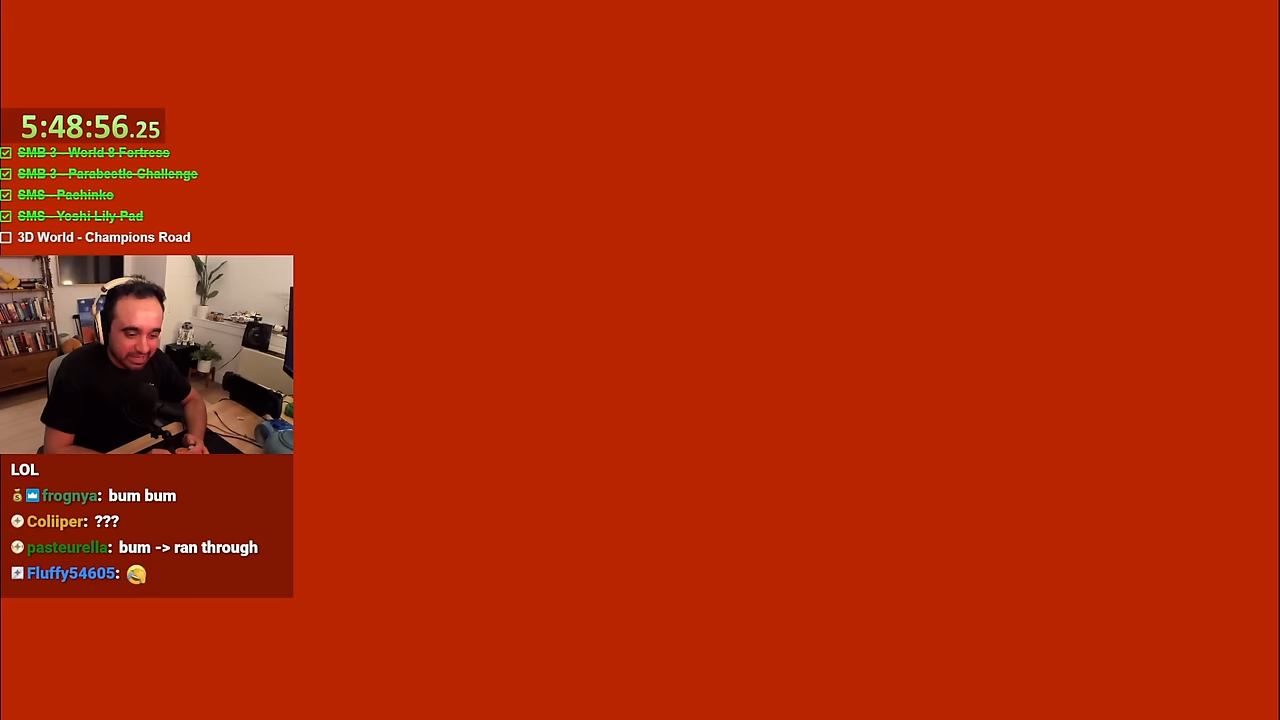 5:48:56.25
SMB 3 - World 8 Fortress
SMB 3 - Parabeetle Challenge
SMS - Pachinko
SMS - Yoshi Lily Pad
3D World - Champions Road
LOL
frognya: bum bum
Coliiper: ???
pasteurella: bum -> ran through
Fluffy54605: 🤣